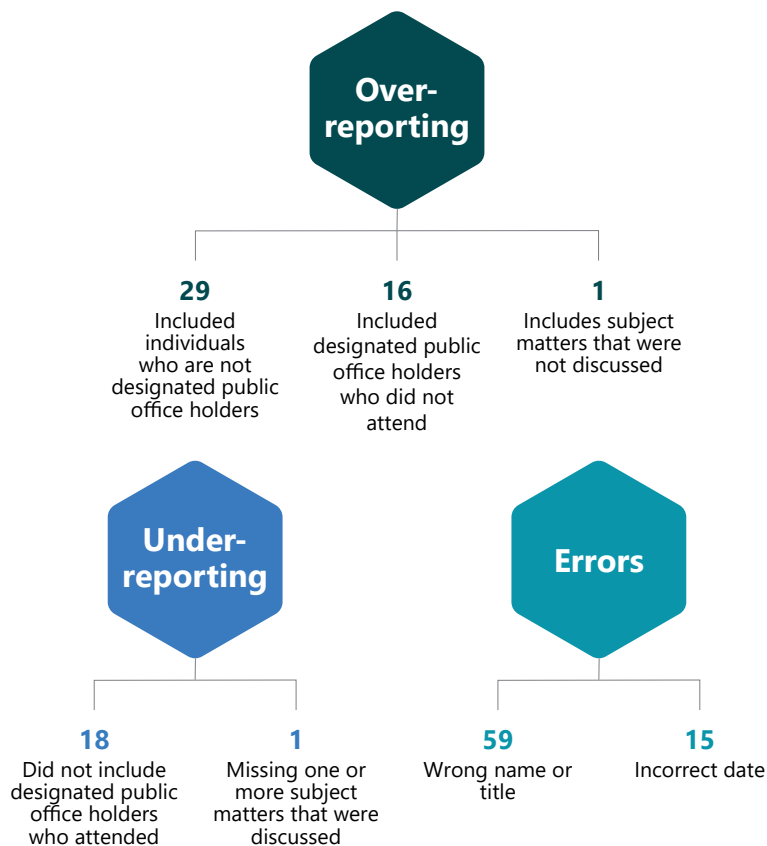 Over-
reporting
29
Included
individuals
who are not
designated public
office holders
16
Included
designated public
office holders
who did not
attend
1
Includes subject
matters that were
not discussed
Under-
reporting
18
Did not include
designated public
office holders
who attended
1
Missing one or
more subject
matters that were
discussed
Errors
59
Wrong name or
title
15
Incorrect date